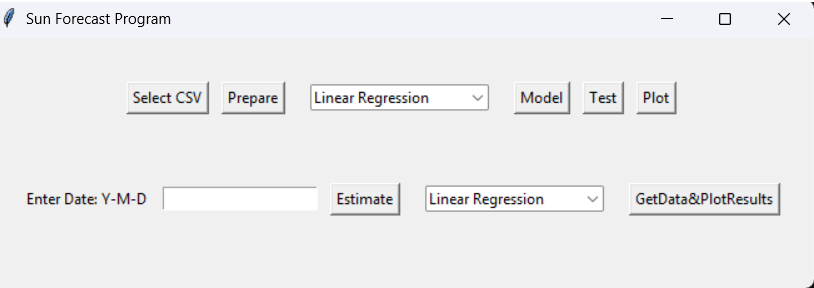 Sun Forecast Program
Select CSV Prepare Linear Regression Model Test Plot
Enter Date: Y-M-D Estimate Linear Regression GetData&PlotResults